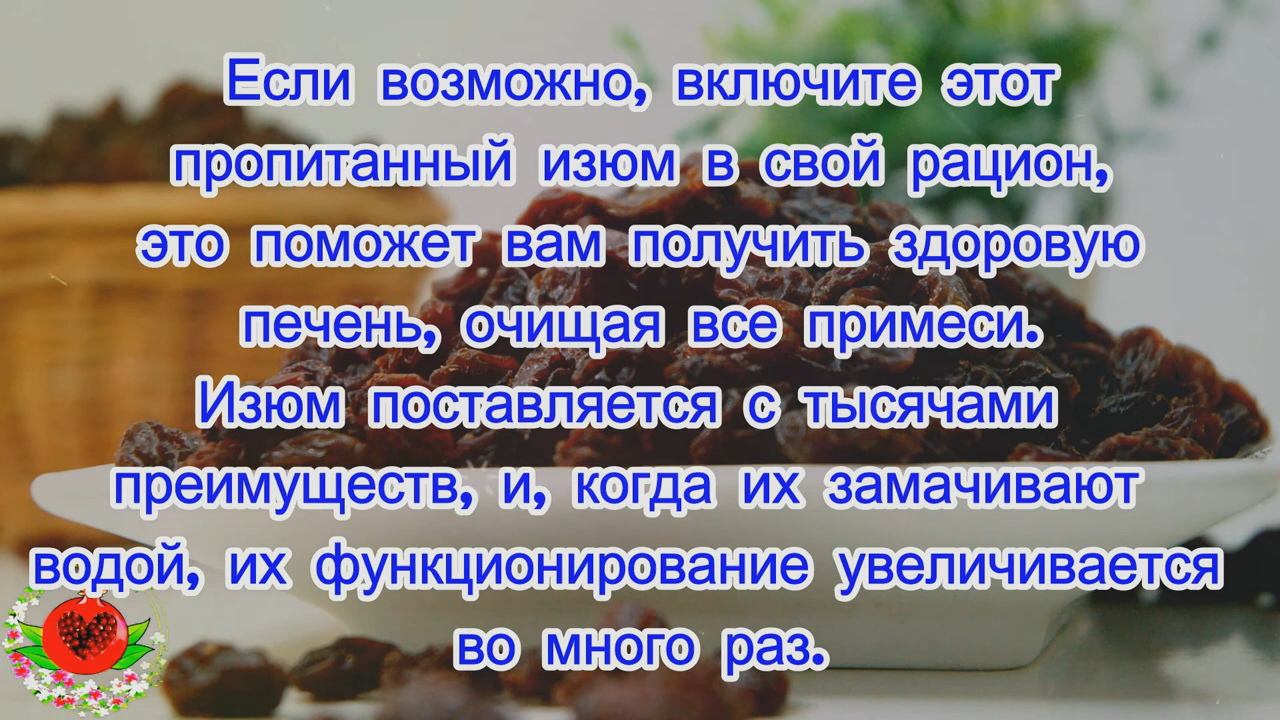 Если возможно, включите этот
пропитанный изюм в свой рацион,
это поможет вам получить здоровую
печень, очищая все примеси.
Изюм поставляется с тысячами
преимуществ, и, когда их замачивают
водой, их функционирование увеличивается
во много раз.